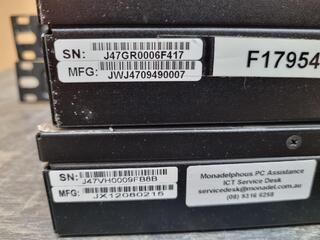 SN: J47GR0006F417
MFG: JWJ4709490007
F17954
SN: J47VH0009FB8B
MFG: JX12080215
Monadelphous PC Assistance
ICT Service Desk
servicedesk@monadel.com.au
(08) 9316 6258